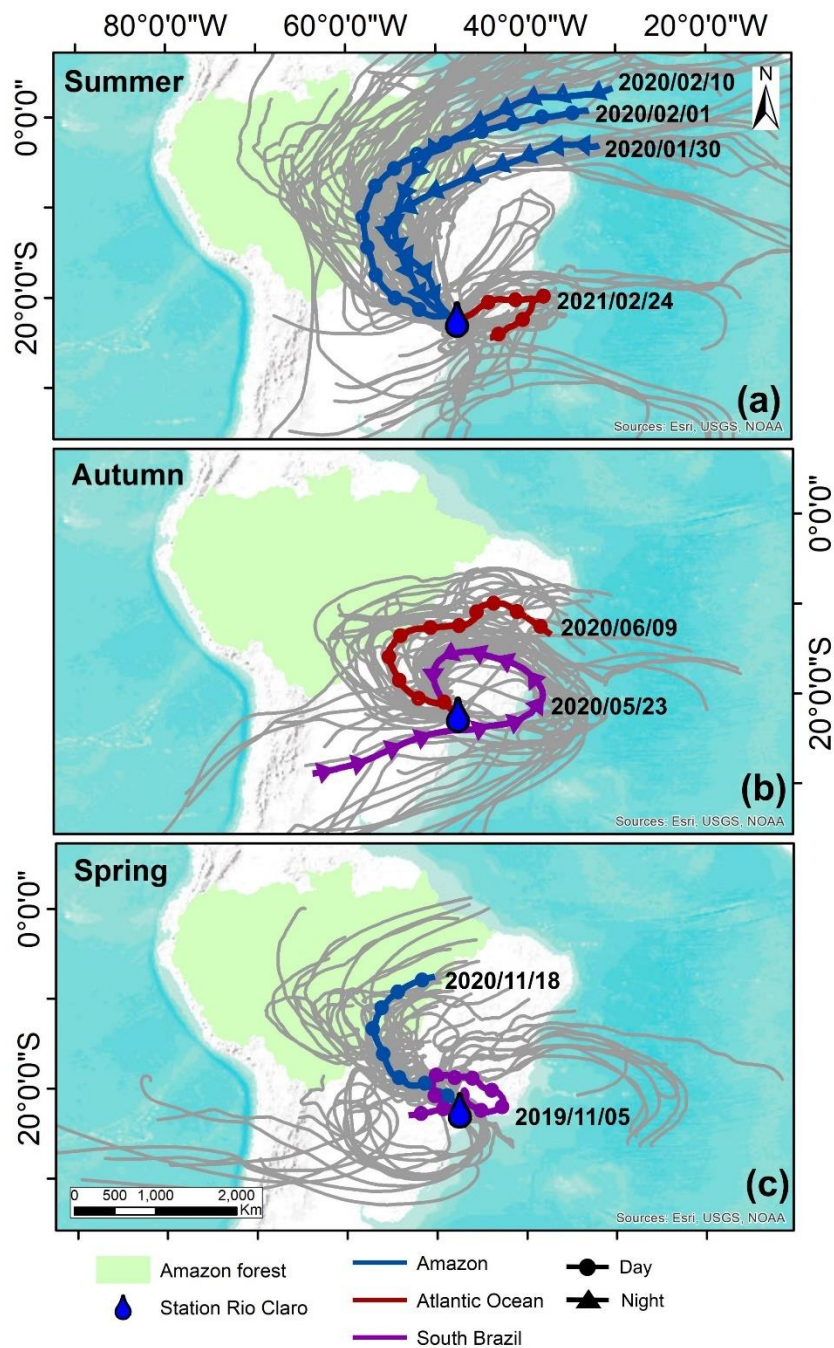 80°0'0"W 60°0'0"W 40°0'0"W 20°0'0"W
Summer
2020/02/10
N
0°0'0"
2020/02/01
2020/01/30
2021/02/24
20°0'0"S
(a)
Sources: Esri, USGS, NOAA
Autumn
0°0'0"
2020/06/09
2020/05/23
20°0'0"S
(b)
Sources: Esri, USGS, NOAA
Spring
0°0'0"
2020/11/18
20°0'0"S
2019/11/05
0 500 1,000 2,000
Km
(c)
Sources: Esri, USGS, NOAA
Amazon forest Amazon Day
Station Rio Claro Atlantic Ocean Night
South Brazil